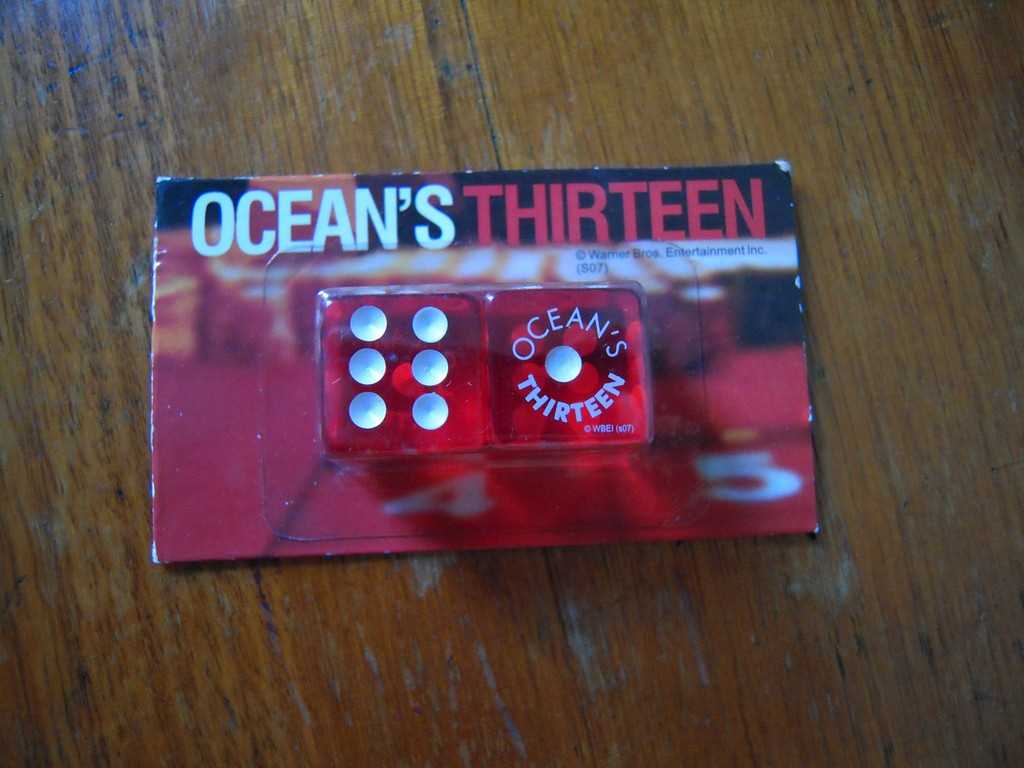 OCEAN'S THIRTEEN
© Warner Bros. Entertainment Inc.
(S07)
OCEAN'S
THIRTEEN
© WBEI (s07)
4 5